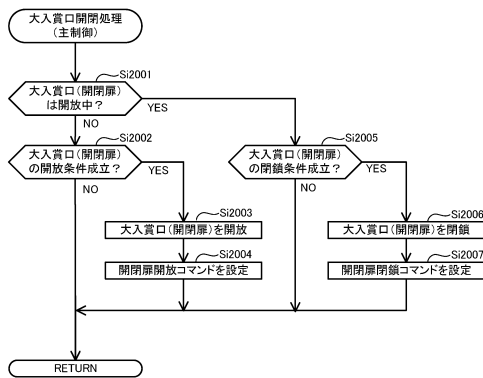 大入賞口開閉処理
(主制御)
Si2001
大入賞口(開閉扉)
は開放中?
YES
NO
Si2002
大入賞口(開閉扉)
の開放条件成立?
YES
NO
Si2005
大入賞口(開閉扉)
の閉鎖条件成立?
YES
NO
Si2003
大入賞口(開閉扉)を開放
Si2004
開閉扉開放コマンドを設定
Si2006
大入賞口(開閉扉)を閉鎖
Si2007
開閉扉閉鎖コマンドを設定
RETURN